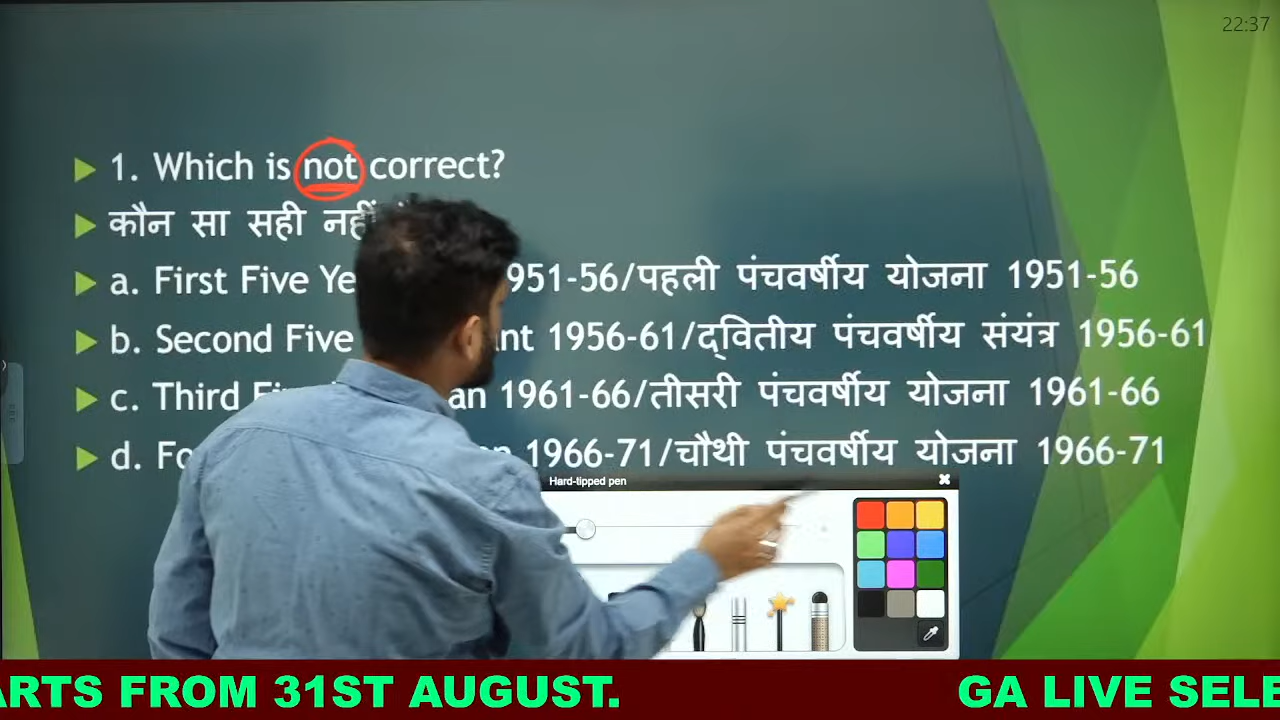 22:37
1. Which is not correct?
कौन सा सही नहीं
a. First Five Ye 951-56/पहली पंचवर्षीय योजना 1951-56
b. Second Five nt 1956-61/द्वितीय पंचवर्षीय संयंत्र 1956-61
c. Third Fi an 1961-66/तीसरी पंचवर्षीय योजना 1961-66
d. Fo 1966-71/चौथी पंचवर्षीय योजना 1966-71
Hard-tipped pen
ARTS FROM 31ST AUGUST. GA LIVE SELE